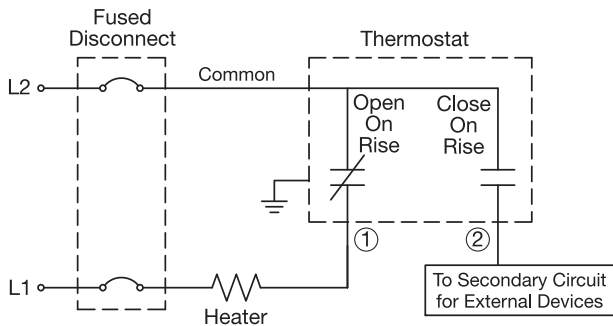 Fused
Disconnect
Thermostat
L2
Common
Open
On
Rise
Close
On
Rise
①
②
L1
Heater
To Secondary Circuit
for External Devices